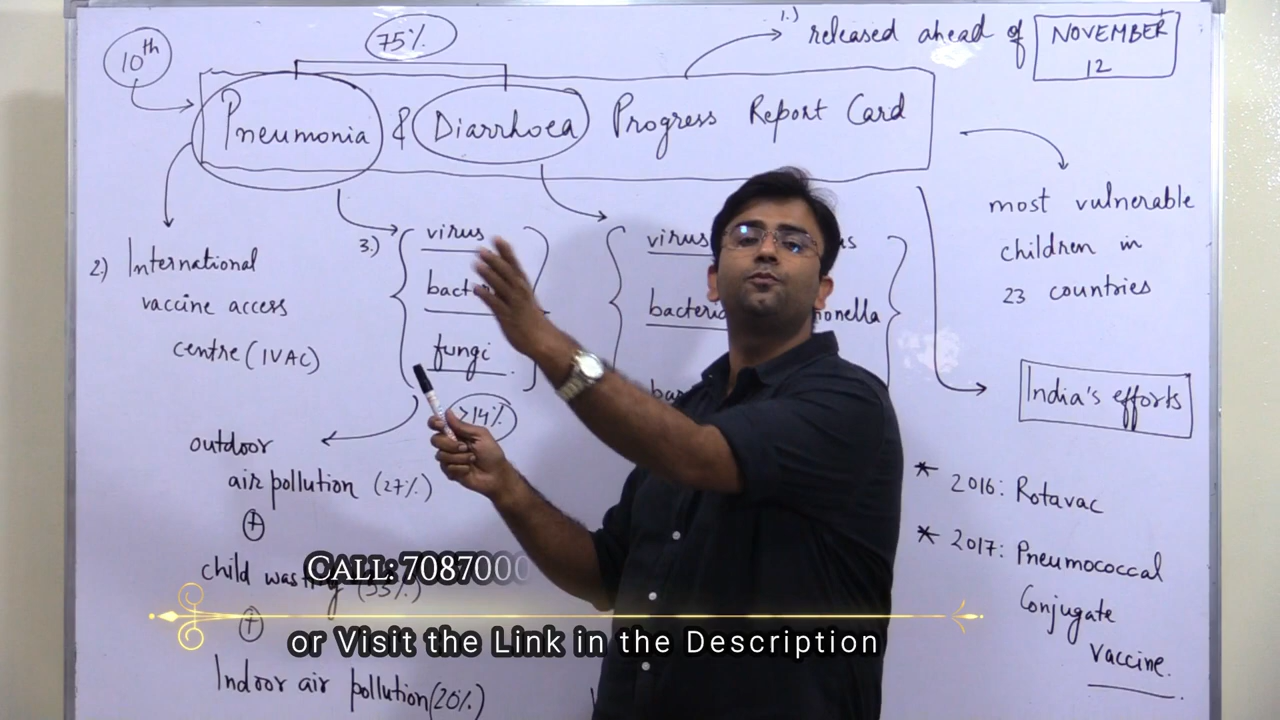 10th
75%
1.) released ahead of NOVEMBER
12
Pneumonia & Diarrhoea Progress Report Card
most vulnerable
children in
23 countries
2) International
vaccine access
centre (IVAC)
3.) virus
fungi
>14%
virus
bacteria
India's efforts
outdoor
air pollution (27%)
+
child
+
Indoor air pollution (20%)
* 2016: Rotavac
* 2017: Pneumococcal
Conjugate
vaccine.
CALL: 7087000
or Visit the Link in the Description